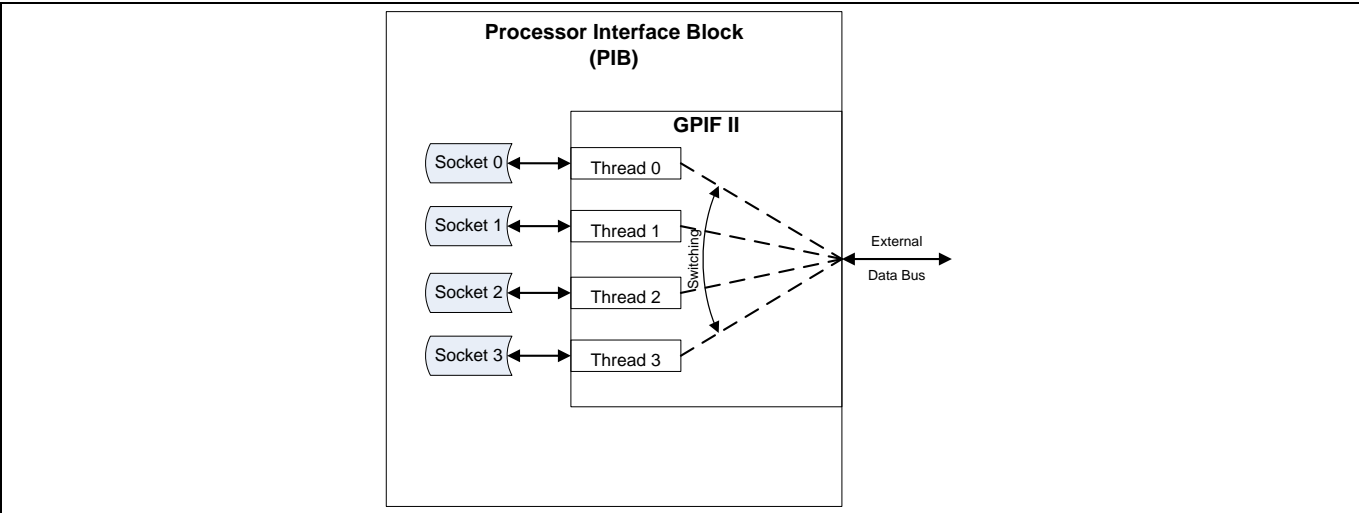 Processor Interface Block
(PIB)
GPIF II
Socket 0
Thread 0
Socket 1
Thread 1
Switching
External
Data Bus
Socket 2
Thread 2
Socket 3
Thread 3